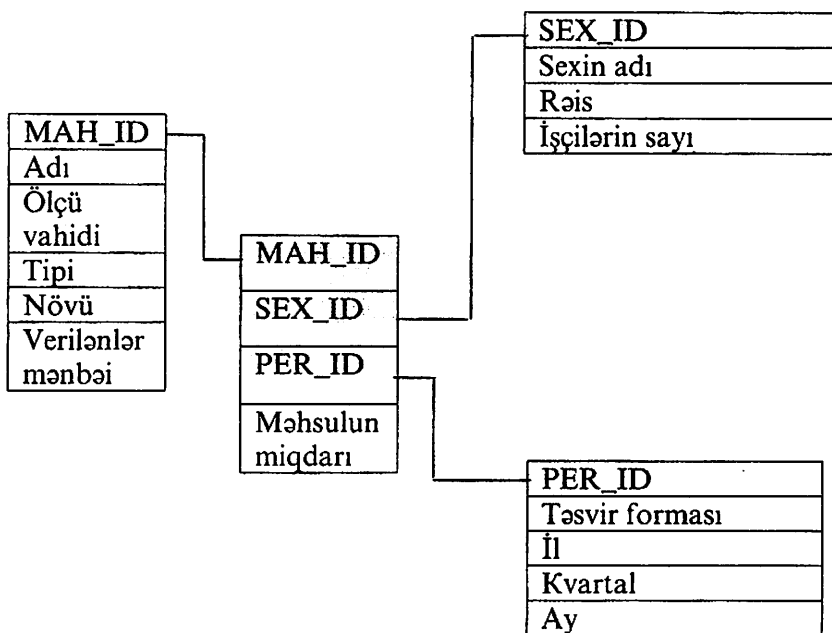 MAH_ID
Adı
Ölçü
vahidi
Tipi
Növü
Verilənlər
mənbəi
MAH_ID
SEX_ID
PER_ID
Məhsulun
miqdarı
SEX_ID
Sexin adı
Rəis
İşçilərin sayı
PER_ID
Təsvir forması
İl
Kvartal
Ay